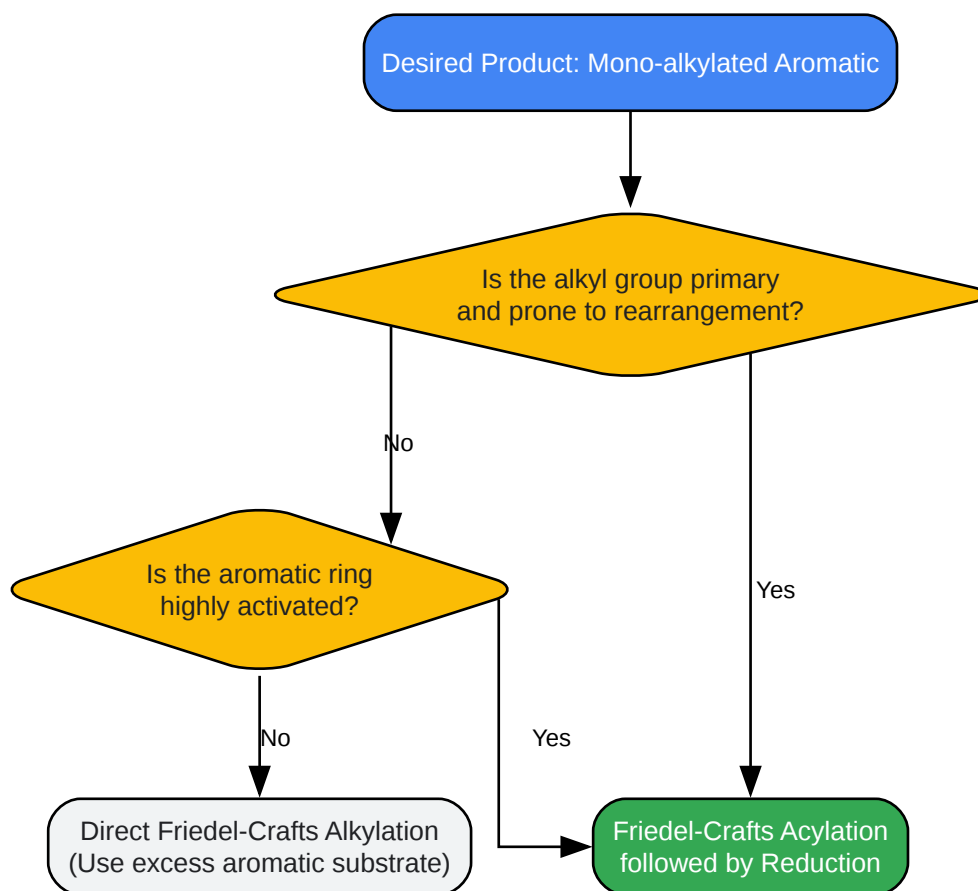 Desired Product: Mono-alkylated Aromatic
Is the alkyl group primary
and prone to rearrangement?
No
Is the aromatic ring
highly activated?
Yes
No
Yes
Direct Friedel-Crafts Alkylation
(Use excess aromatic substrate)
Friedel-Crafts Acylation
followed by Reduction